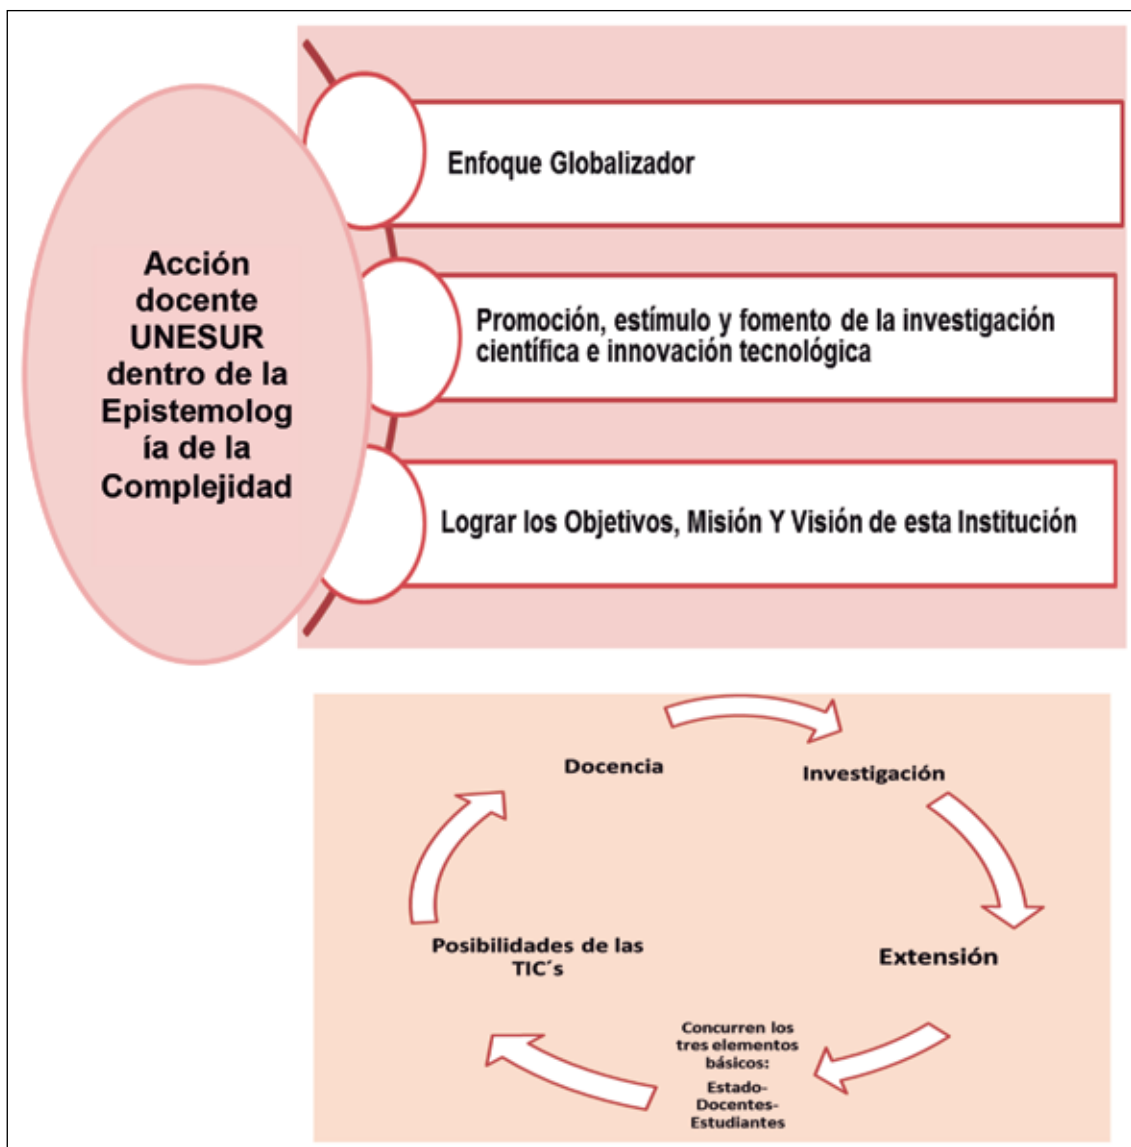 Acción
docente
UNESUR
dentro de la
Epistemolog
ía de la
Complejidad
Enfoque Globalizador
Promoción, estímulo y fomento de la investigación
científica e innovación tecnológica
Lograr los Objetivos, Misión Y Visión de esta Institución
Docencia
Investigación
Extensión
Concurren los
tres elementos
básicos:
Estado-
Docentes-
Estudiantes
Posibilidades de las
TIC´s